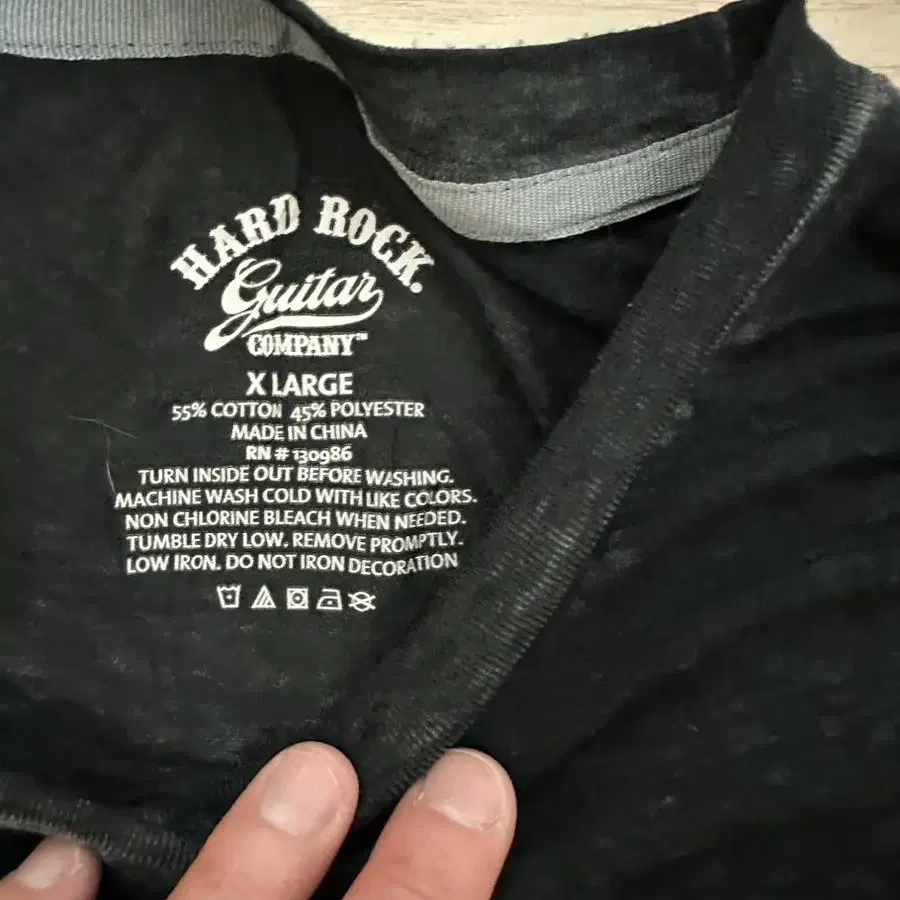 HARD ROCK.
Guitar
COMPANY™
X LARGE
55% COTTON 45% POLYESTER
MADE IN CHINA
RN # 130986
TURN INSIDE OUT BEFORE WASHING.
MACHINE WASH COLD WITH LIKE COLORS.
NON CHLORINE BLEACH WHEN NEEDED.
TUMBLE DRY LOW. REMOVE PROMPTLY.
LOW IRON. DO NOT IRON DECORATION